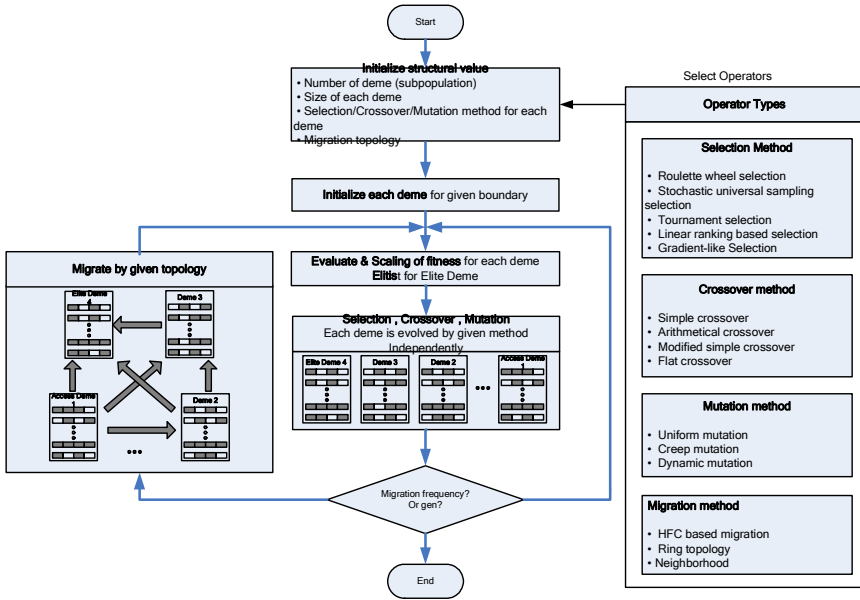 Start
Initialize structural value
• Number of deme (subpopulation)
• Size of each deme
• Selection/Crossover/Mutation method for each
deme
• Migration topology
Select Operators
Operator Types
Selection Method
• Roulette wheel selection
• Stochastic universal sampling
selection
• Tournament selection
• Linear ranking based selection
• Gradient-like Selection
Crossover method
• Simple crossover
• Arithmetical crossover
• Modified simple crossover
• Flat crossover
Mutation method
• Uniform mutation
• Creep mutation
• Dynamic mutation
Migration method
• HFC based migration
• Ring topology
• Neighborhood
Initialize each deme for given boundary
Evaluate & Scaling of fitness for each deme
Elitist for Elite Deme
Selection , Crossover , Mutation
Each deme is evolved by given method
Independently
Elite Deme 4
Deme 3
Deme 2
Access Deme
1
Migrate by given topology
Elite Deme
4
Deme 3
Access Deme
1
Deme 2
Migration frequency?
Or gen?
End